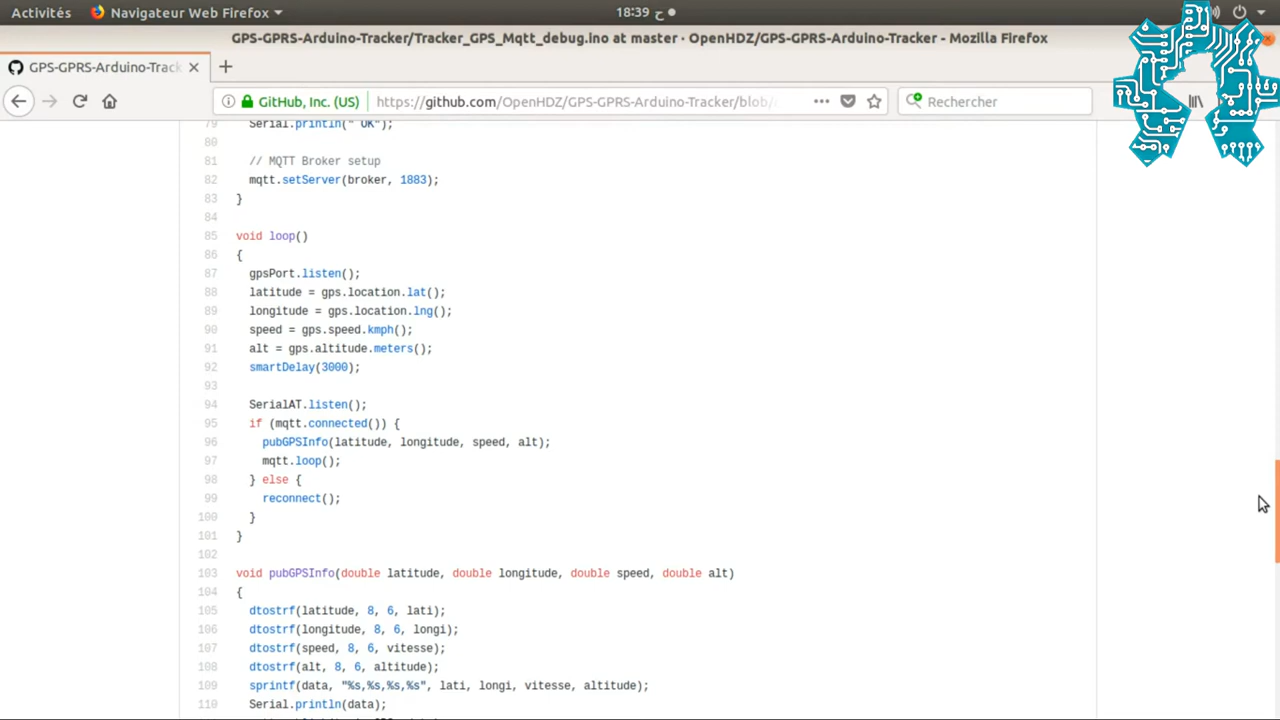 Activités Navigateur Web Firefox 18:39 ح
GPS-GPRS-Arduino-Tracker/Tracker_GPS_Mqtt_debug.ino at master · OpenHDZ/GPS-GPRS-Arduino-Tracker - Mozilla Firefox
GPS-GPRS-Arduino-Track
GitHub, Inc. (US) https://github.com/OpenHDZ/GPS-GPRS-Arduino-Tracker/blob/ Rechercher
79 Serial.println(" OK");
80
81 // MQTT Broker setup
82 mqtt.setServer(broker, 1883);
83 }
84
85 void loop()
86 {
87 gpsPort.listen();
88 latitude = gps.location.lat();
89 longitude = gps.location.lng();
90 speed = gps.speed.kmph();
91 alt = gps.altitude.meters();
92 smartDelay(3000);
93
94 SerialAT.listen();
95 if (mqtt.connected()) {
96 pubGPSInfo(latitude, longitude, speed, alt);
97 mqtt.loop();
98 } else {
99 reconnect();
100 }
101 }
102
103 void pubGPSInfo(double latitude, double longitude, double speed, double alt)
104 {
105 dtostrf(latitude, 8, 6, lati);
106 dtostrf(longitude, 8, 6, longi);
107 dtostrf(speed, 8, 6, vitesse);
108 dtostrf(alt, 8, 6, altitude);
109 sprintf(data, "%s,%s,%s,%s", lati, longi, vitesse, altitude);
110 Serial.println(data);